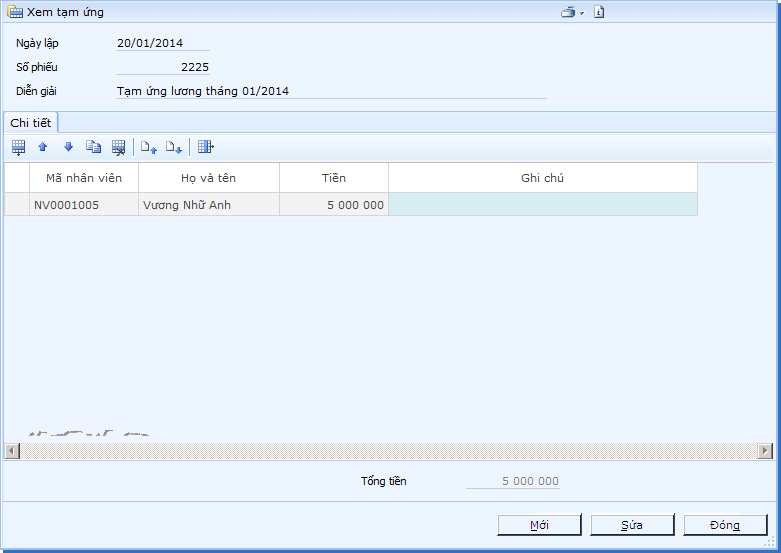 Xem tạm ứng
Ngày lập 20/01/2014
Số phiếu 2225
Diễn giải Tạm ứng lương tháng 01/2014
Chi tiết
Mã nhân viên Họ và tên Tiền Ghi chú
NV0001005 Vương Nhữ Anh 5 000 000
Tổng tiền 5 000 000
Mới Sửa Đóng